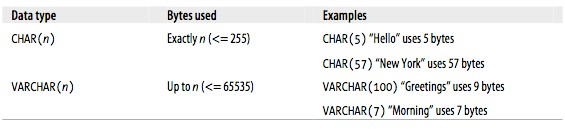 Data type Bytes used Examples
CHAR(n) Exactly n (<= 255) CHAR(5) “Hello” uses 5 bytes
CHAR(57) “New York” uses 57 bytes
VARCHAR(n) Up to n (<= 65535) VARCHAR(100) “Greetings” uses 9 bytes
VARCHAR(7) “Morning” uses 7 bytes